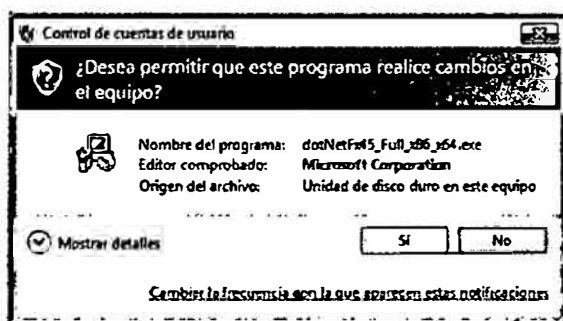 Control de cuentas de usuario
¿Desea permitir que este programa realice cambios en
el equipo?
Nombre del programa: dotNetFx45_Full_x86_x64.exe
Editor comprobado: Microsoft Corporation
Origen del archivo: Unidad de disco duro en este equipo
Mostrar detalles
Sí
No
Cambiar la frecuencia con la que aparecen estas notificaciones